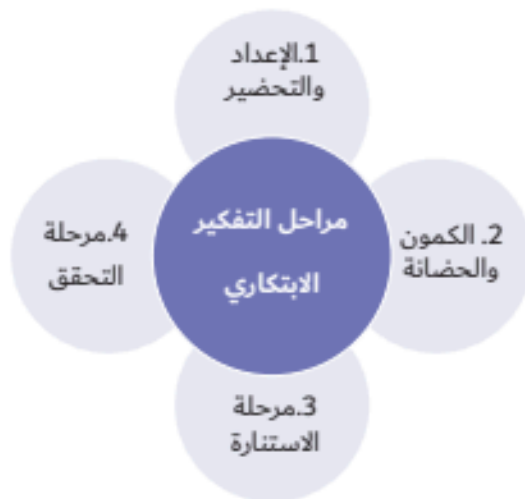 1.الإعداد
والتحضير
مراحل التفكير
الابتكاري
2. الكمون
والحضانة
3.مرحلة
الاستنارة
4.مرحلة
التحقق